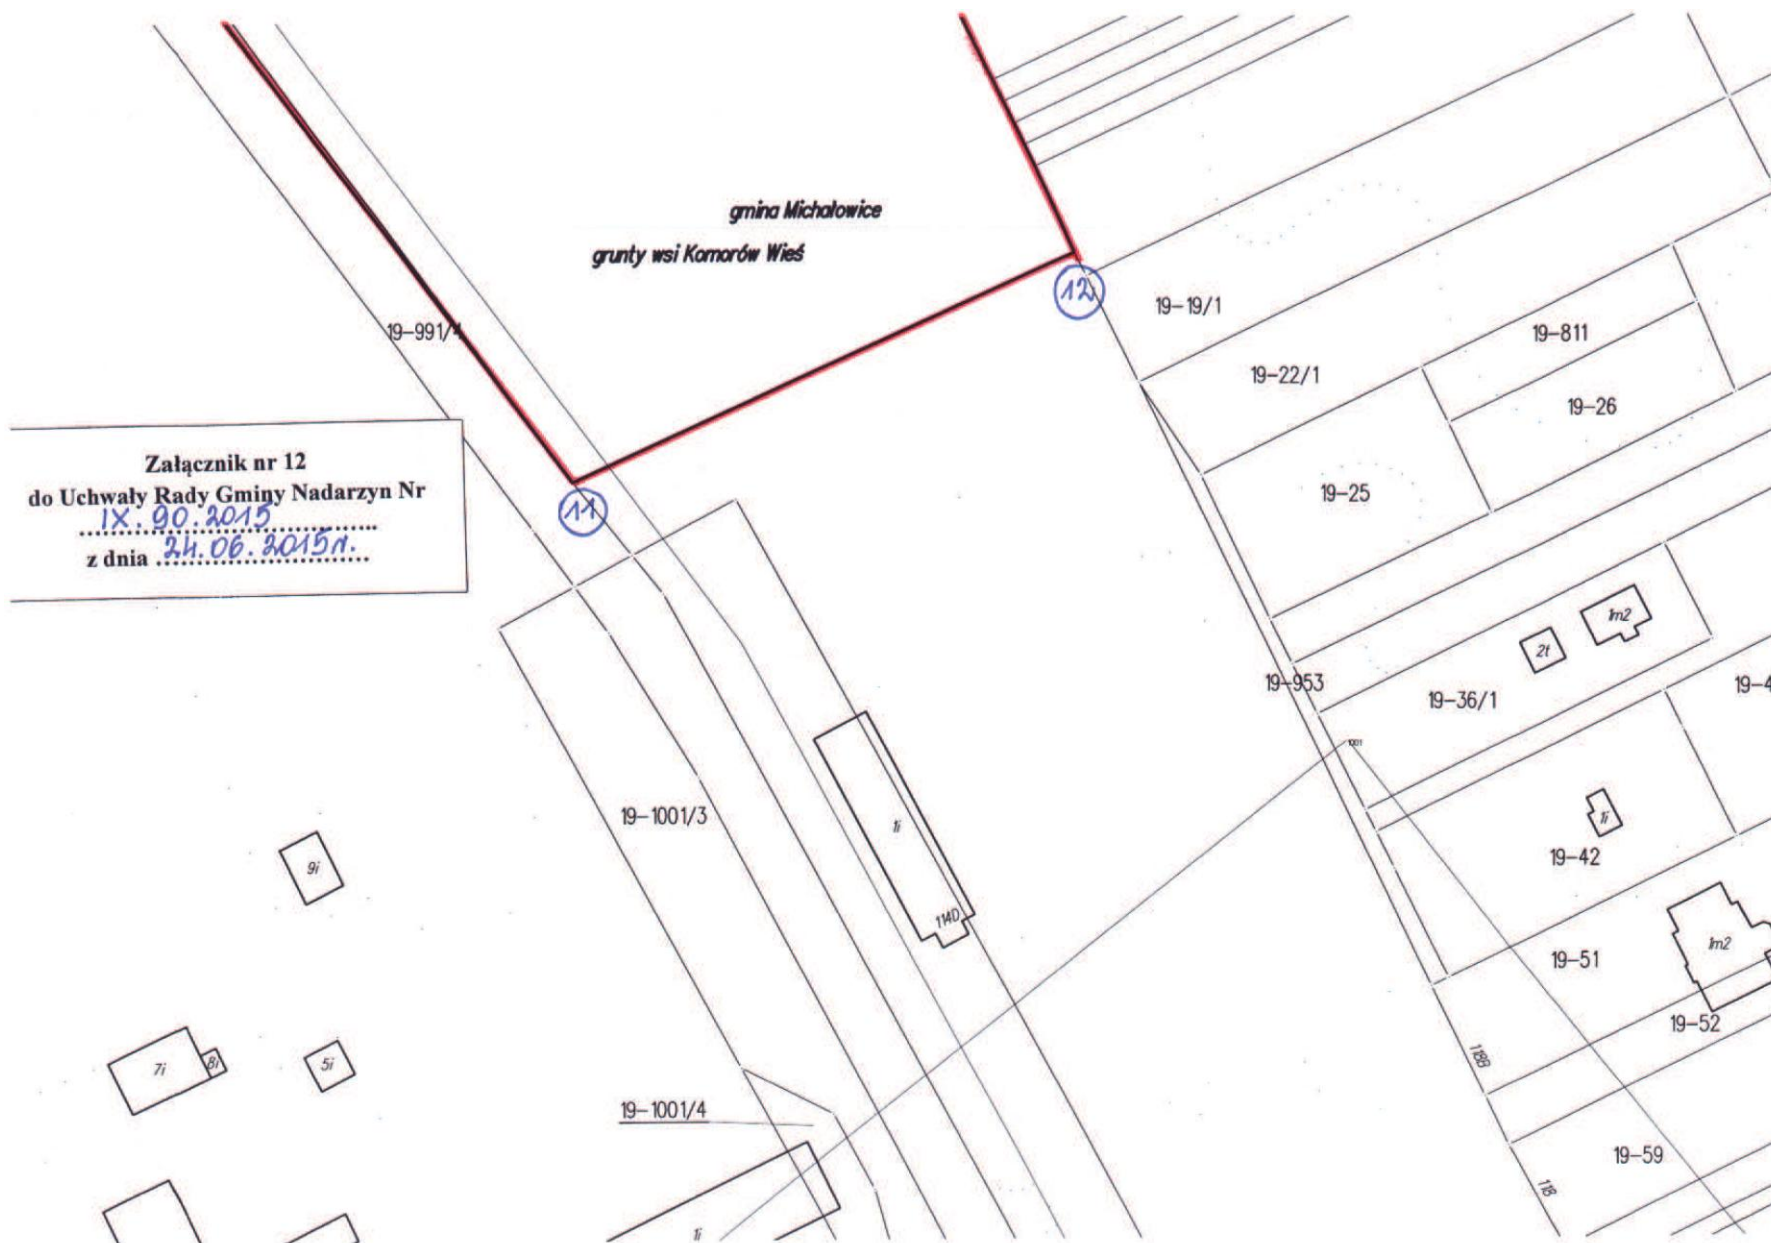 gmina Michałowice
grunty wsi Komorów Wieś
12
19-19/1
19-991/4
19-811
19-22/1
19-26
Załącznik nr 12
do Uchwały Rady Gminy Nadarzyn Nr
IX.90.2015
z dnia 24.06.2015r.
11
19-25
1m2
2t
19-953
19-36/1
19-4
1001
19-1001/3
1i
1i
19-42
9i
114D
1m2
19-51
19-52
7i
8i
5i
118B
19-1001/4
19-59
118
1i